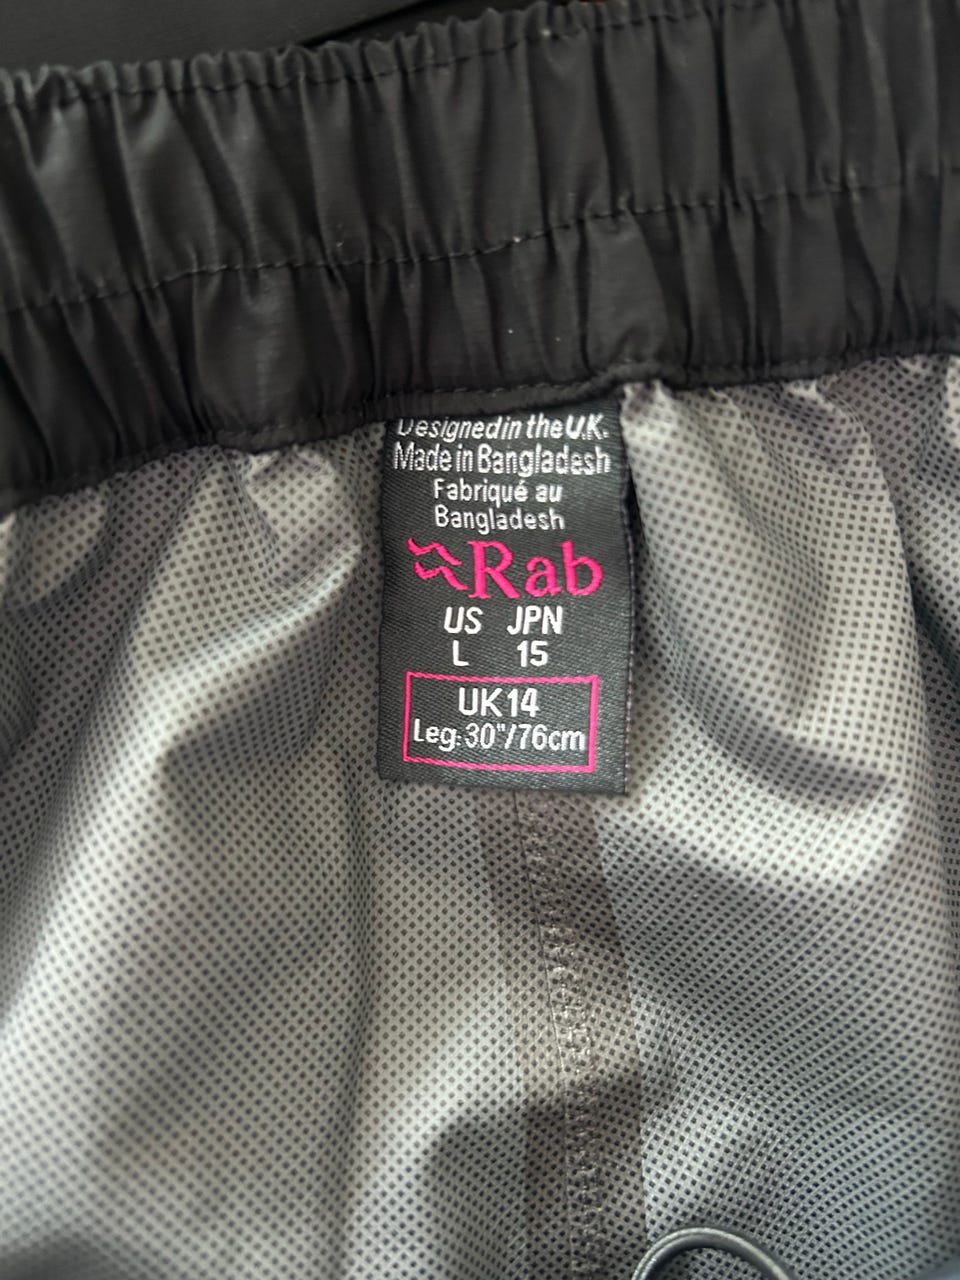 Designed in the U.K.
Made in Bangladesh
Fabriqué au
Bangladesh
Rab
US JPN
L 15
UK14
Leg:30"/76cm